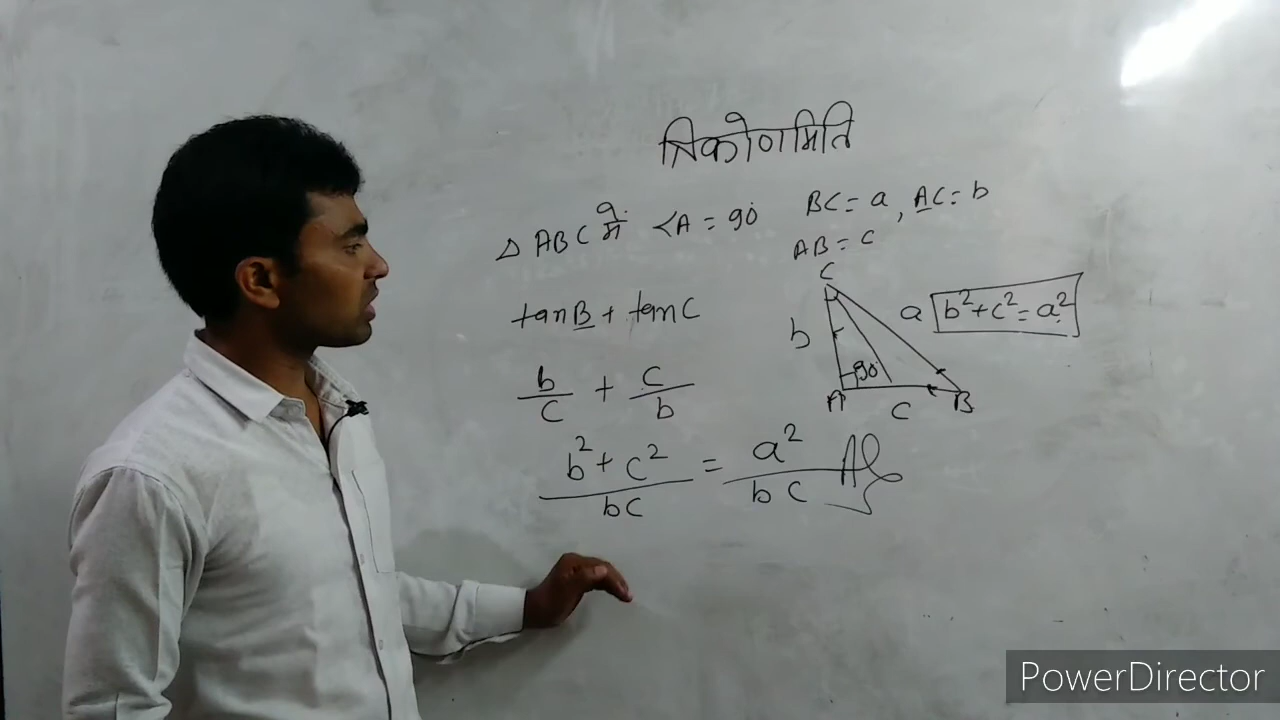 त्रिकोणमिति
Δ ABC में ∠A = 90° BC = a, AC = b
AB = c
tanB + tanC
b/c + c/b
b²+c²/bc = a²/bc
C
b
a
b²+c²=a²
90°
A
c
B
PowerDirector